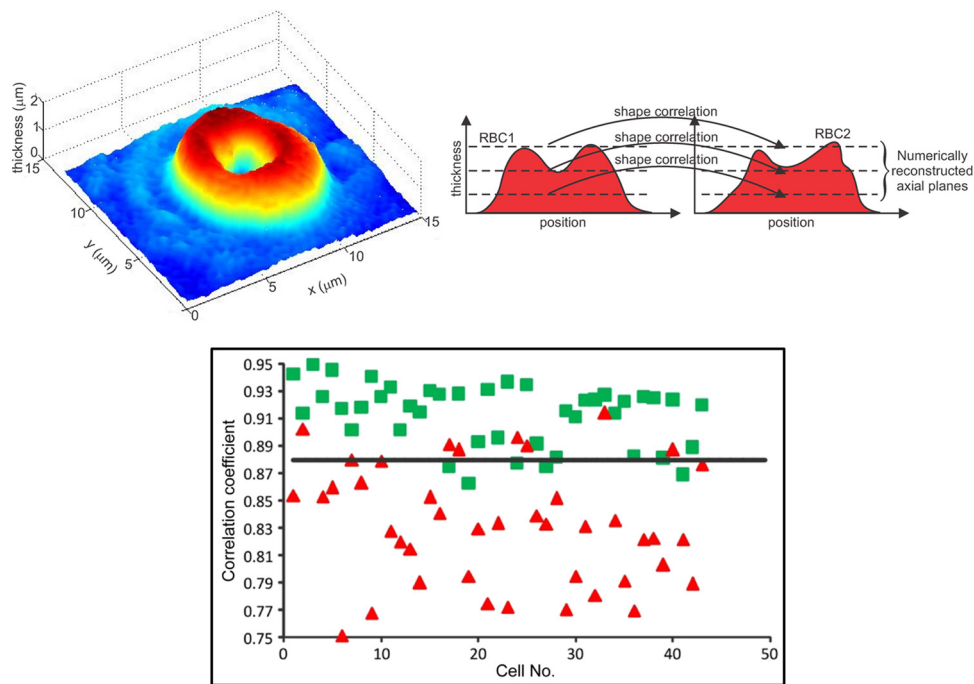 thickness (μm)
2
1
0
15
10
5
0
y (μm)
5
10
15
x (μm)
shape correlation
RBC1
shape correlation
RBC2
shape correlation
thickness
position
position
Numerically
reconstructed
axial planes
0.95
0.93
0.91
0.89
0.87
0.85
0.83
0.81
0.79
0.77
0.75
Correlation coefficient
0
10
20
30
40
50
Cell No.